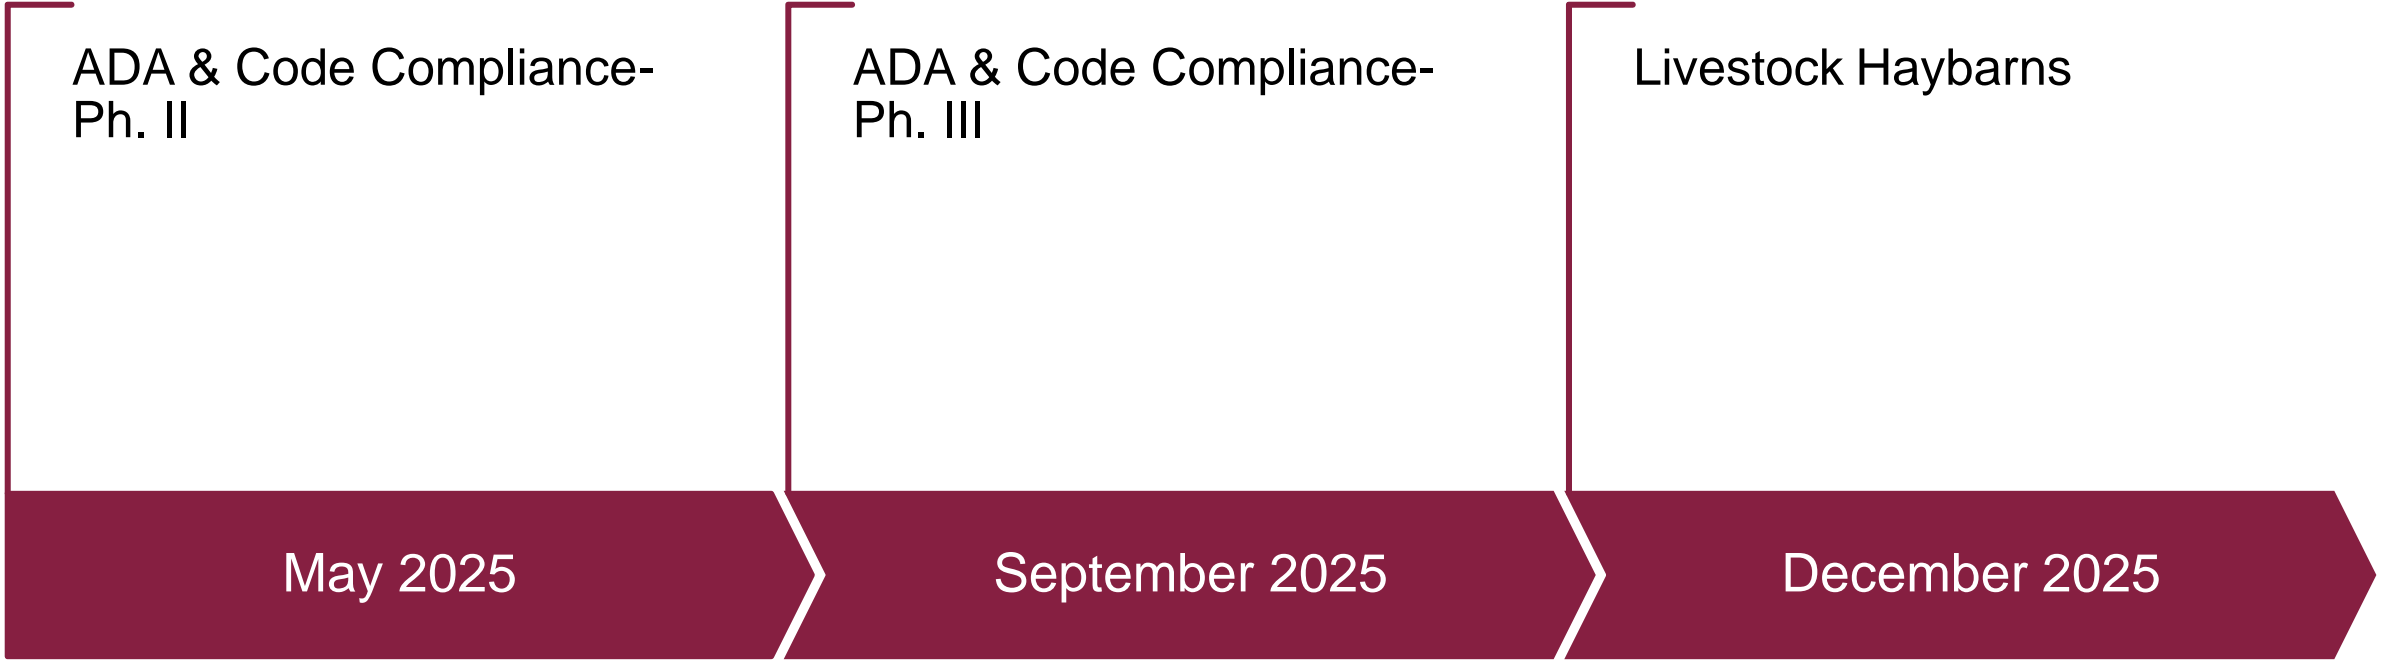 ADA & Code Compliance-
Ph. II
ADA & Code Compliance-
Ph. III
Livestock Haybarns
May 2025
September 2025
December 2025